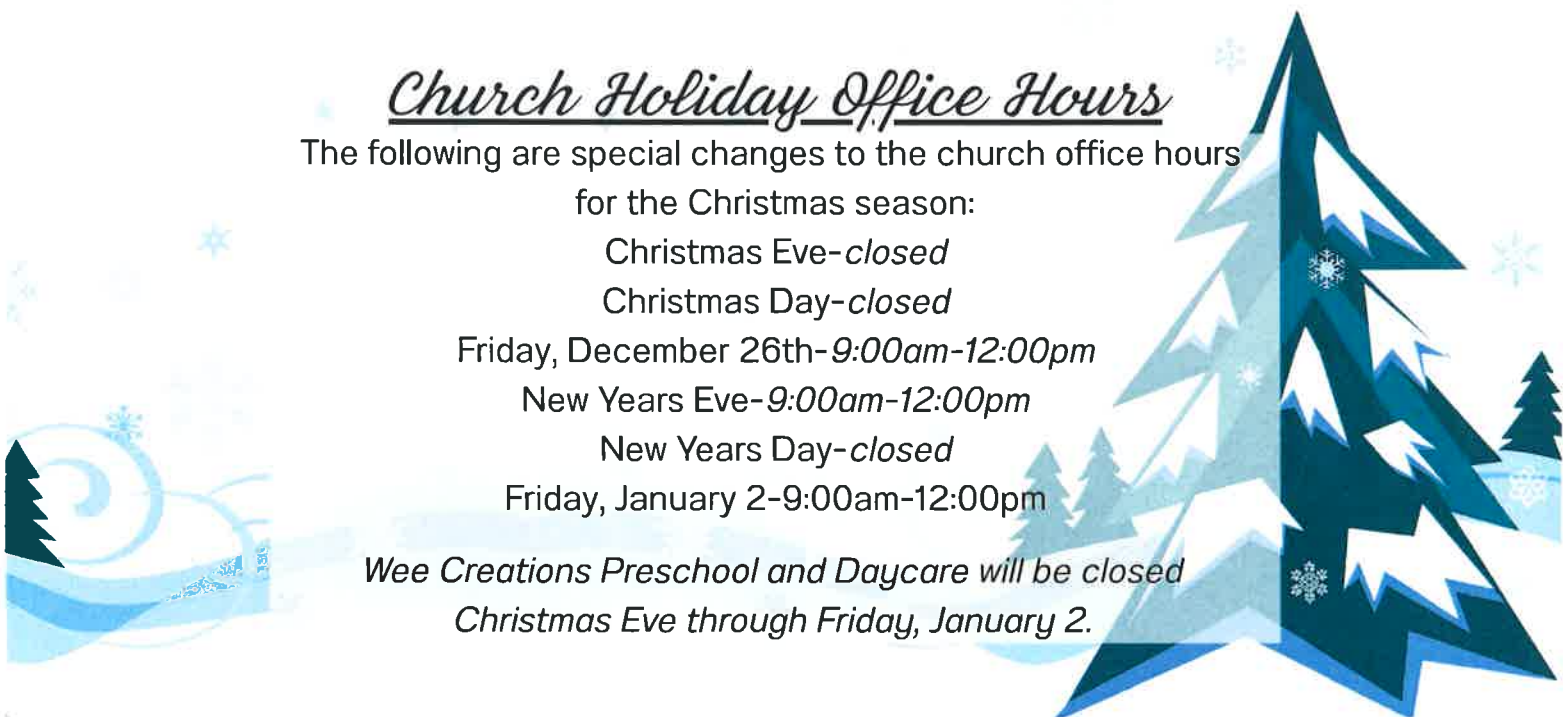 Church Holiday Office Hours
The following are special changes to the church office hours
for the Christmas season:
Christmas Eve-closed
Christmas Day-closed
Friday, December 26th-9:00am-12:00pm
New Years Eve-9:00am-12:00pm
New Years Day-closed
Friday, January 2-9:00am-12:00pm
Wee Creations Preschool and Daycare will be closed
Christmas Eve through Friday, January 2.